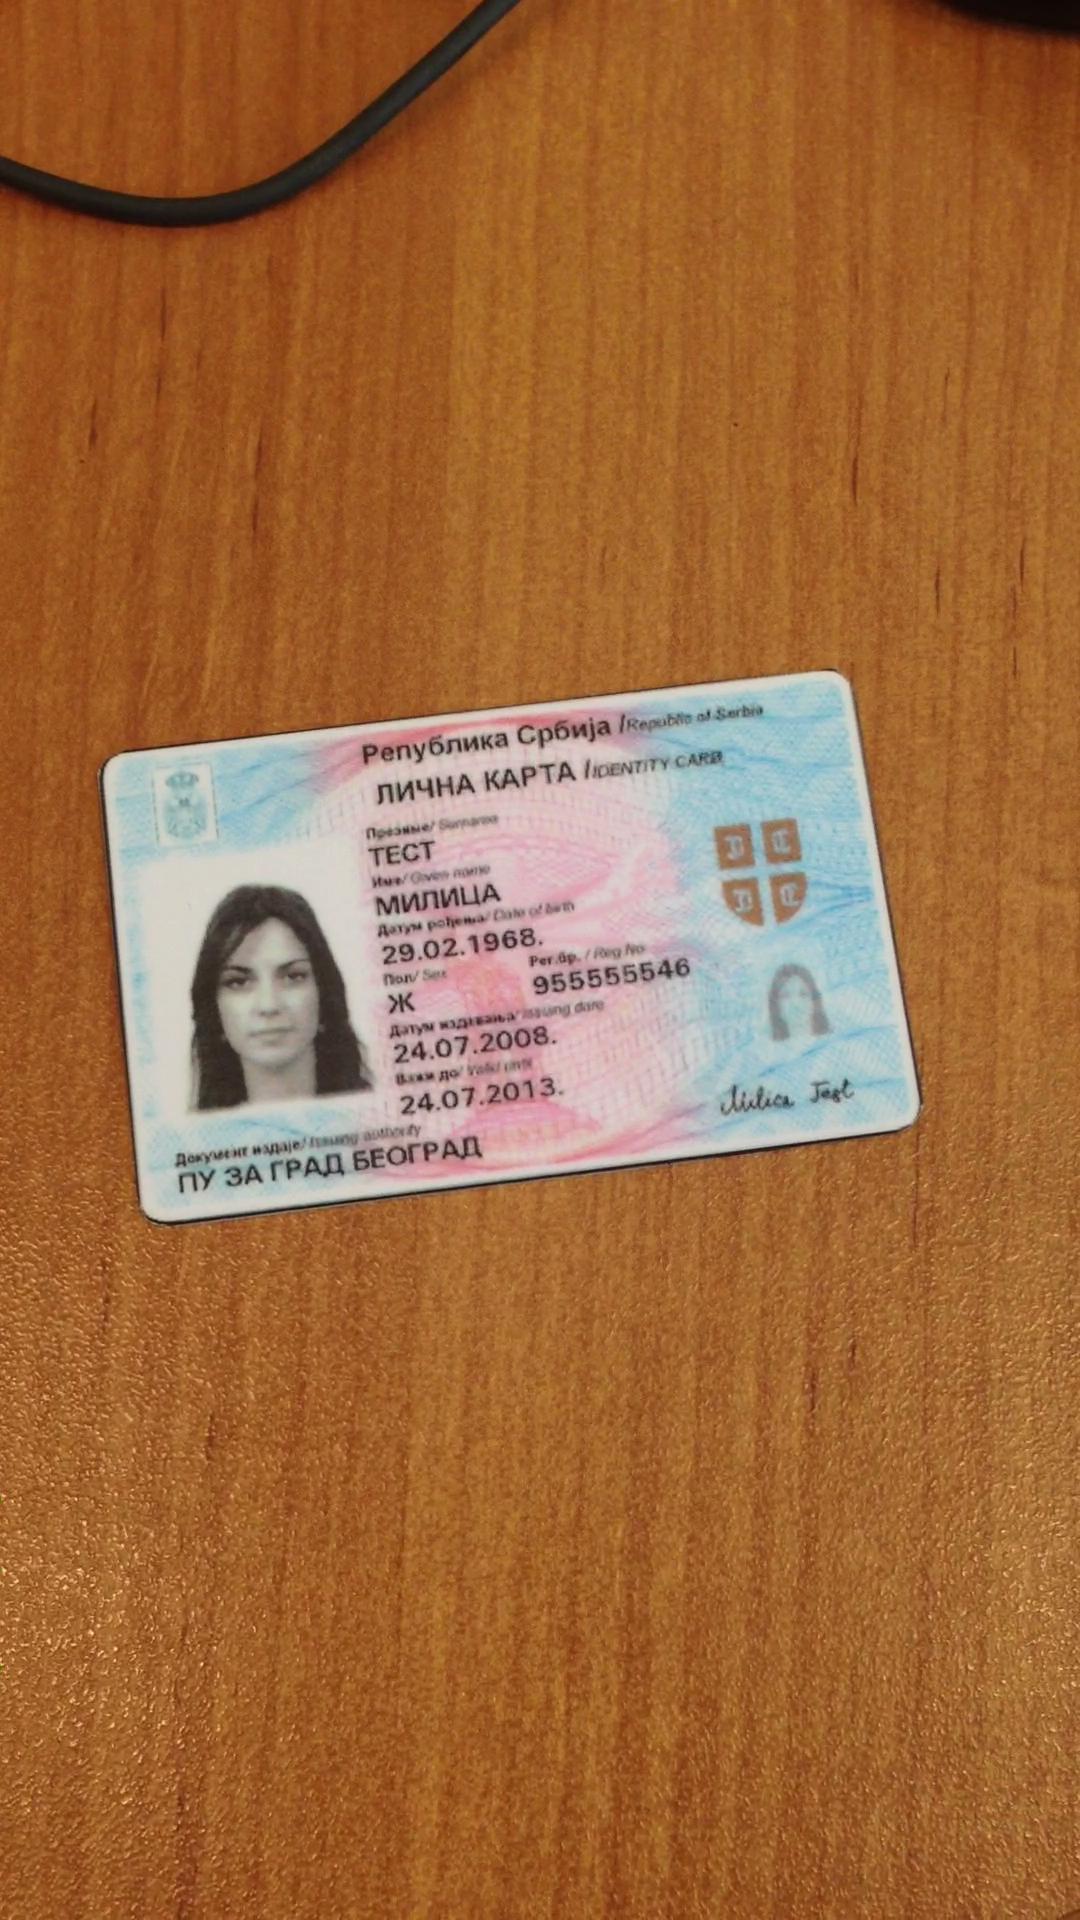 Република Србија /Republic of Serbia
ЛИЧНА КАРТА /IDENTITY CARD
Презиме/ Surname
ТЕСТ
Име/ Given name
МИЛИЦА
Датум рођења/ Date of birth
29.02.1968.
Пол/ Sex
Ж
Рег.бр. / Reg No
955555546
Датум издавања/ Issuing date
24.07.2008.
Важи до/ Valid until
24.07.2013.
Milica Test
Документ издаје/ Issuing authority
ПУ ЗА ГРАД БЕОГРАД